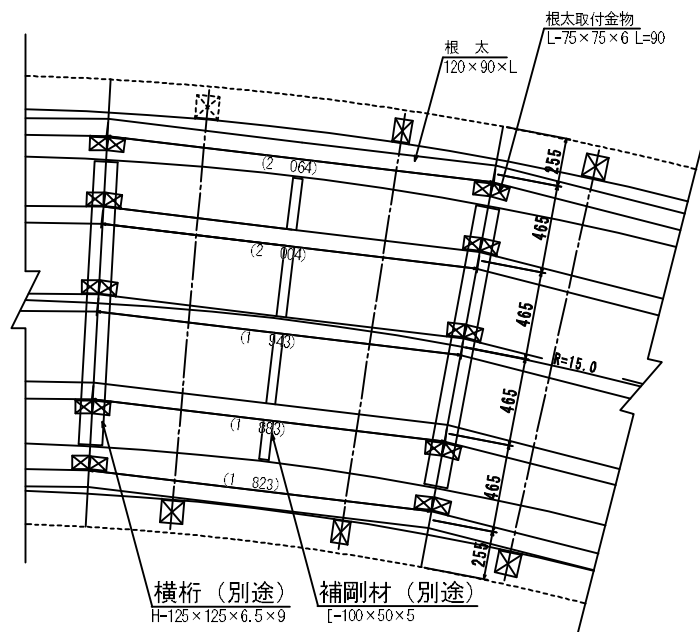 根太取付金物
L-75×75×6 L=90
根 太
120×90×L
255
(2 064)
465
(2 004)
465
(1 943)
R=15.0
465
(1 883)
465
(1 823)
255
横桁（別途）
H-125×125×6.5×9
補剛材（別途）
[-100×50×5